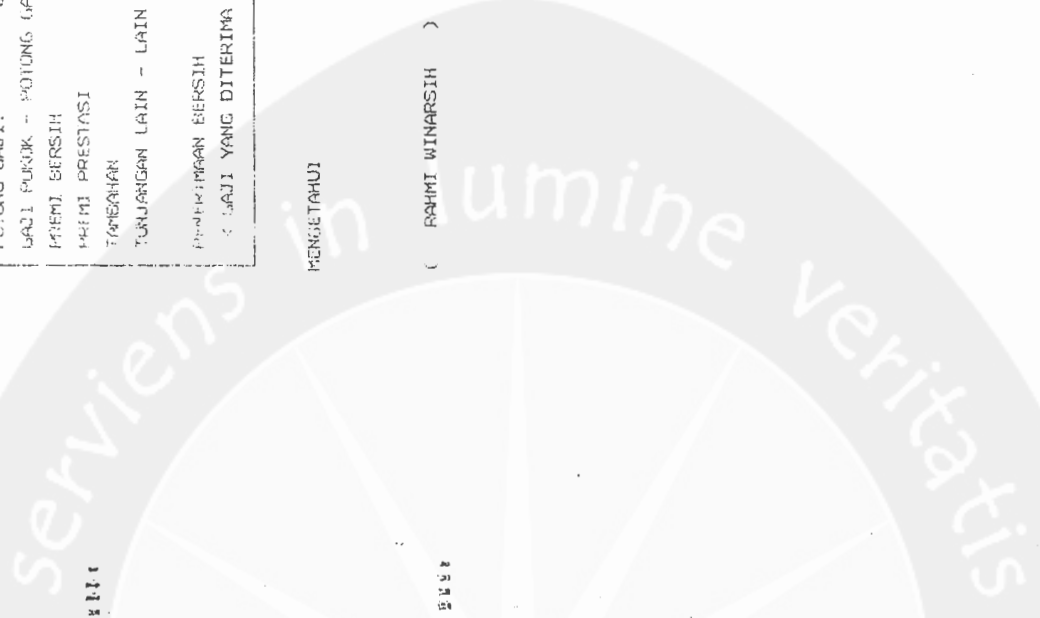 GAJI POKOK - POTONG GA
PREMI BERSIH
PREMI PRESTASI
TAMBAHAN
TUNJANGAN LAIN - LAIN
PENERIMAAN BERSIH
< GAJI YANG DITERIMA
MENGETAHUI
( RAHMI WINARSIH )
serviens in lumine veritatis